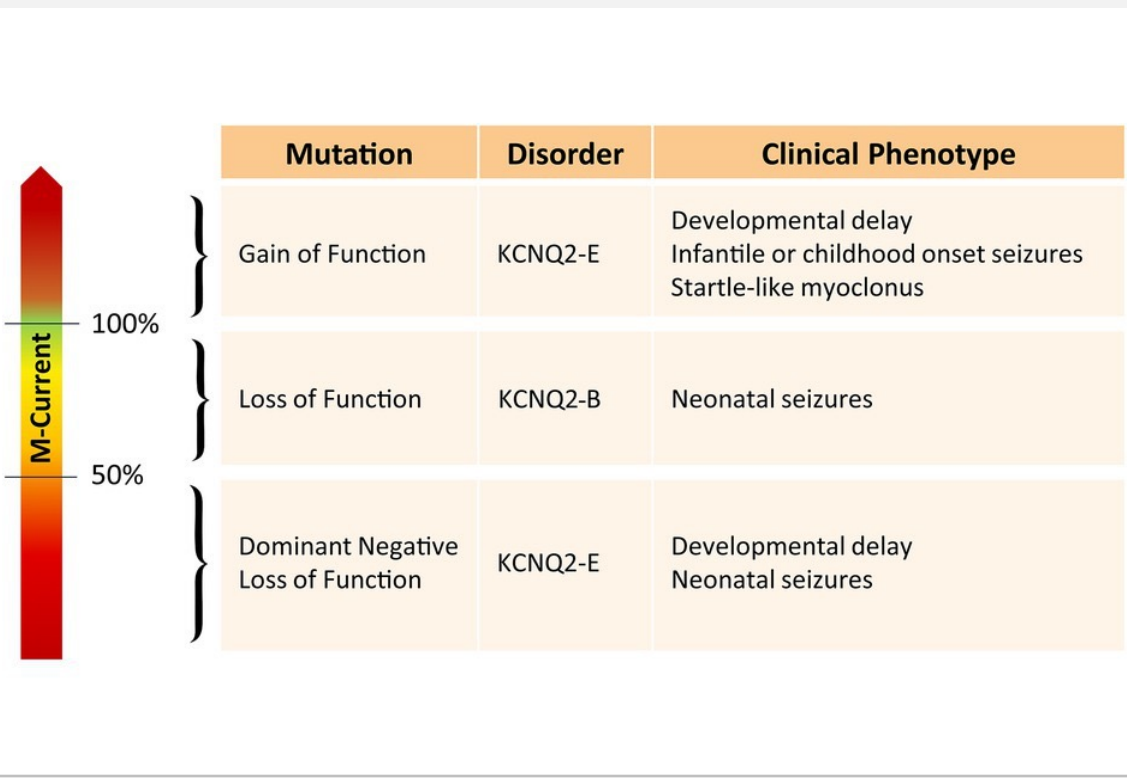 Mutation Disorder Clinical Phenotype
Gain of Function KCNQ2-E Developmental delay
Infantile or childhood onset seizures
Startle-like myoclonus
100%
M-Current
Loss of Function KCNQ2-B Neonatal seizures
50%
Dominant Negative
Loss of Function
KCNQ2-E
Developmental delay
Neonatal seizures